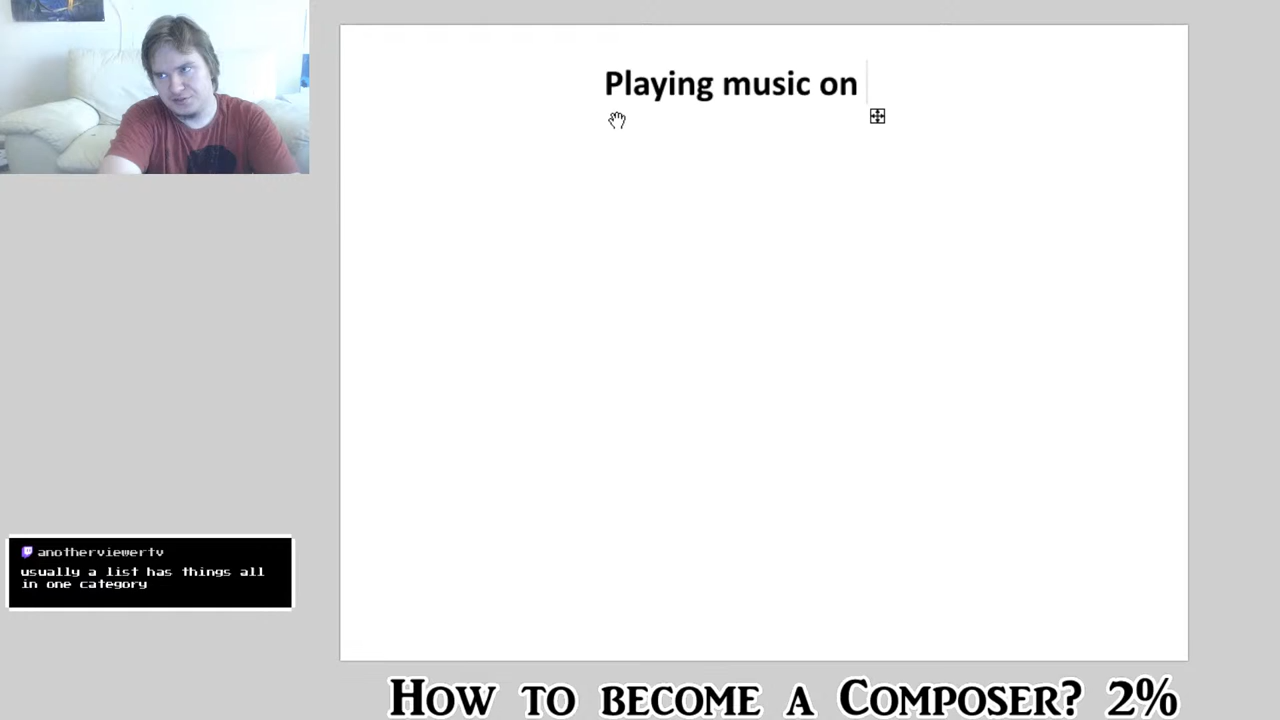 Playing music on
anotherviewertv
usually a list has things all
in one category
How to become a Composer? 2%